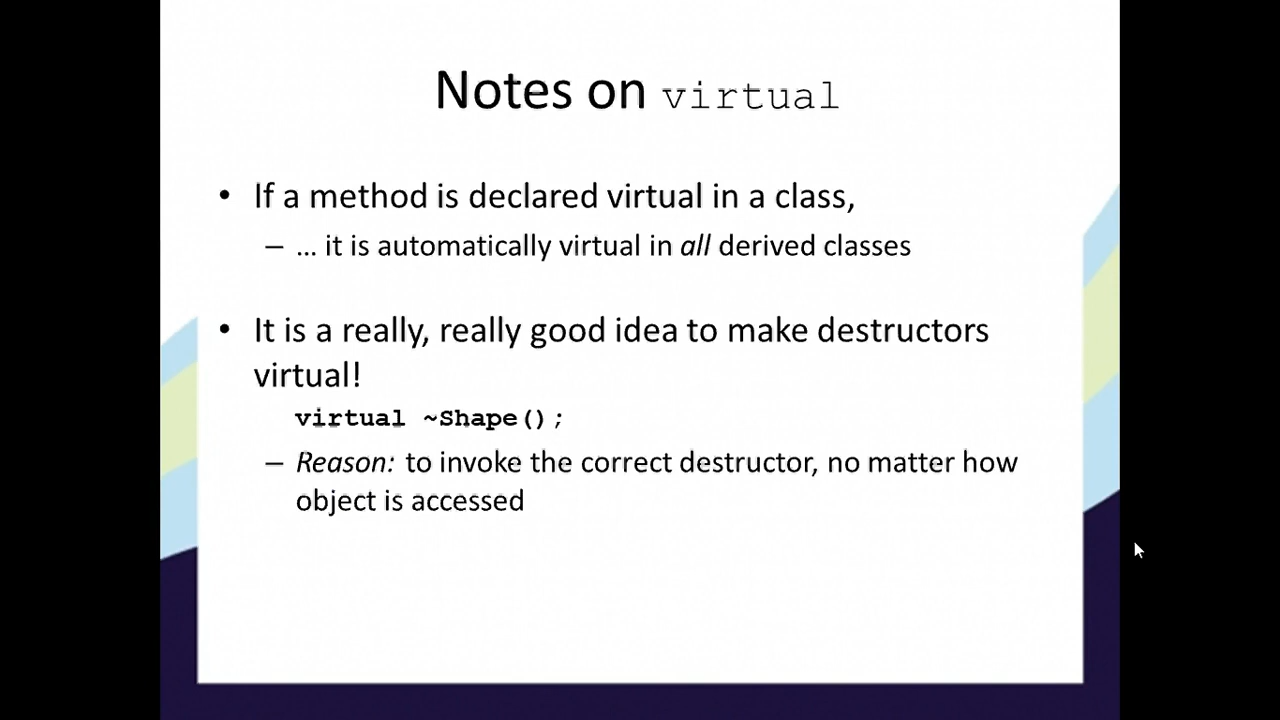 Notes on virtual
• If a method is declared virtual in a class,
– … it is automatically virtual in all derived classes
• It is a really, really good idea to make destructors
virtual!
virtual ~Shape();
– Reason: to invoke the correct destructor, no matter how
object is accessed